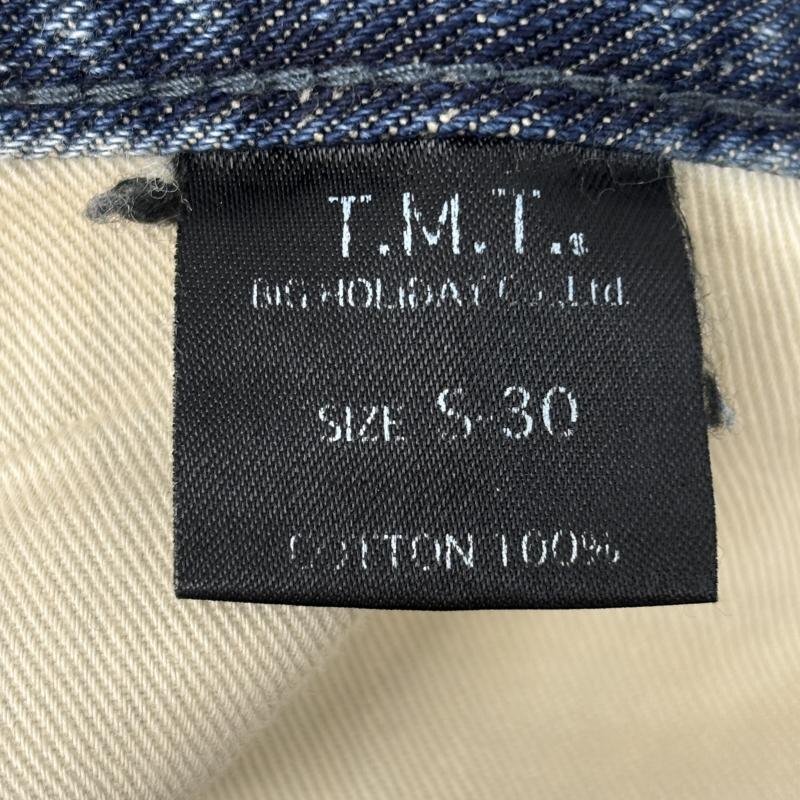 T.M.T.®
BIG HOLIDAY Co.,Ltd.
SIZE S-30
COTTON 100%